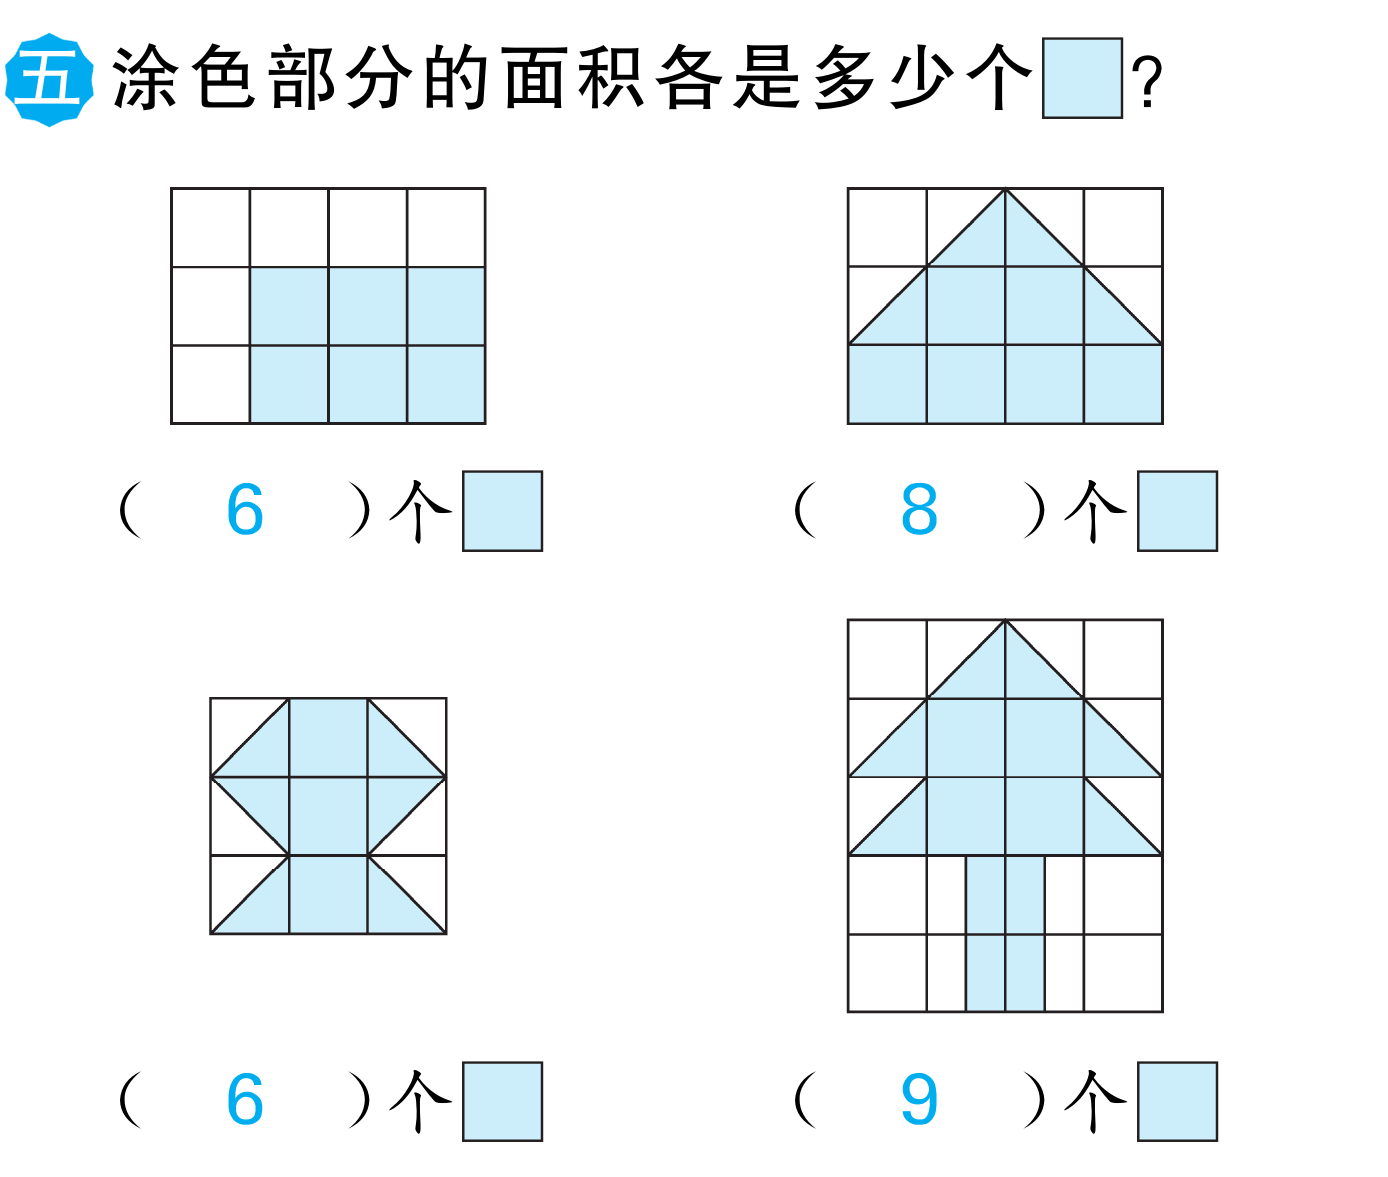 五 涂色部分的面积各是多少个?
( 6 )个 ( 8 )个
( 6 )个 ( 9 )个